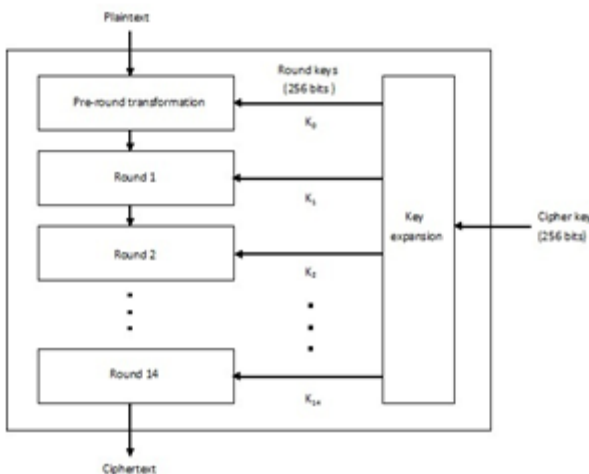 Plaintext
Round keys
(256 bits )
Pre-round transformation
K₀
Round 1
K₁
Key
expansion
Cipher key
(256 bits)
Round 2
K₂
Round 14
K₁₄
Ciphertext